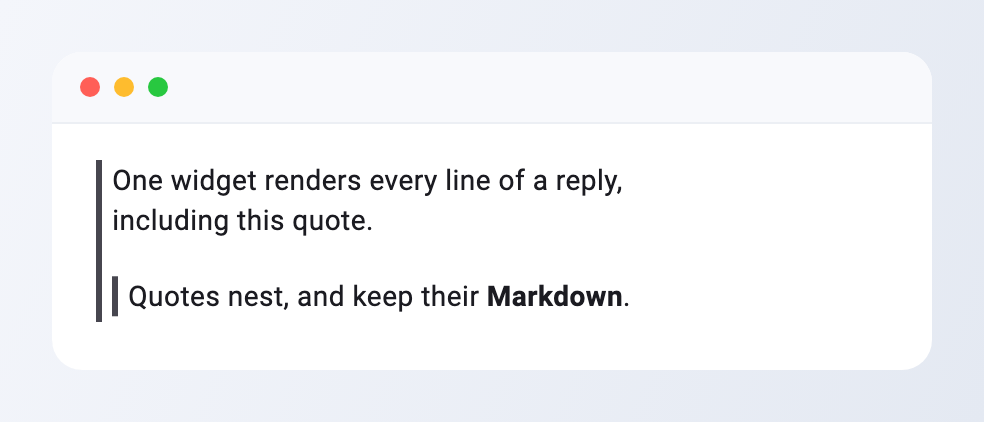 One widget renders every line of a reply,
including this quote.
Quotes nest, and keep their Markdown.